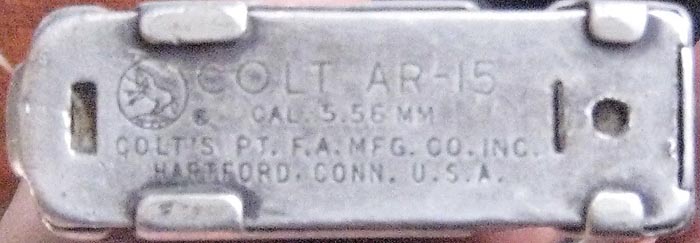 COLT AR-15
® CAL. 5.56 MM
COLT'S PT. F.A. MFG. CO. INC.
HARTFORD. CONN. U.S.A.